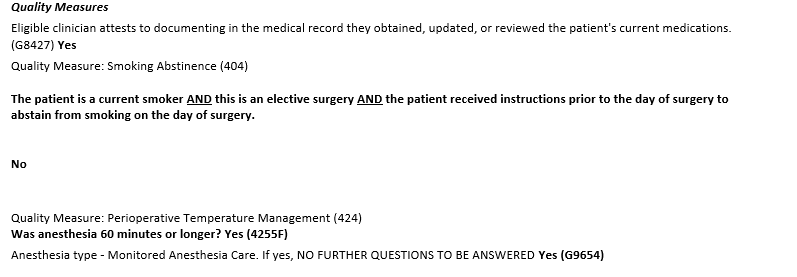 Quality Measures
Eligible clinician attests to documenting in the medical record they obtained, updated, or reviewed the patient's current medications.
(G8427) Yes
Quality Measure: Smoking Abstinence (404)
The patient is a current smoker AND this is an elective surgery AND the patient received instructions prior to the day of surgery to
abstain from smoking on the day of surgery.
No
Quality Measure: Perioperative Temperature Management (424)
Was anesthesia 60 minutes or longer? Yes (4255F)
Anesthesia type - Monitored Anesthesia Care. If yes, NO FURTHER QUESTIONS TO BE ANSWERED Yes (G9654)